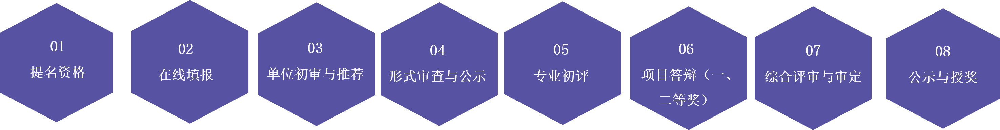 01
提名资格
02
在线填报
03
单位初审与推荐
04
形式审查与公示
05
专业初评
06
项目答辩（一、
二等奖）
07
综合评审与审定
08
公示与授奖